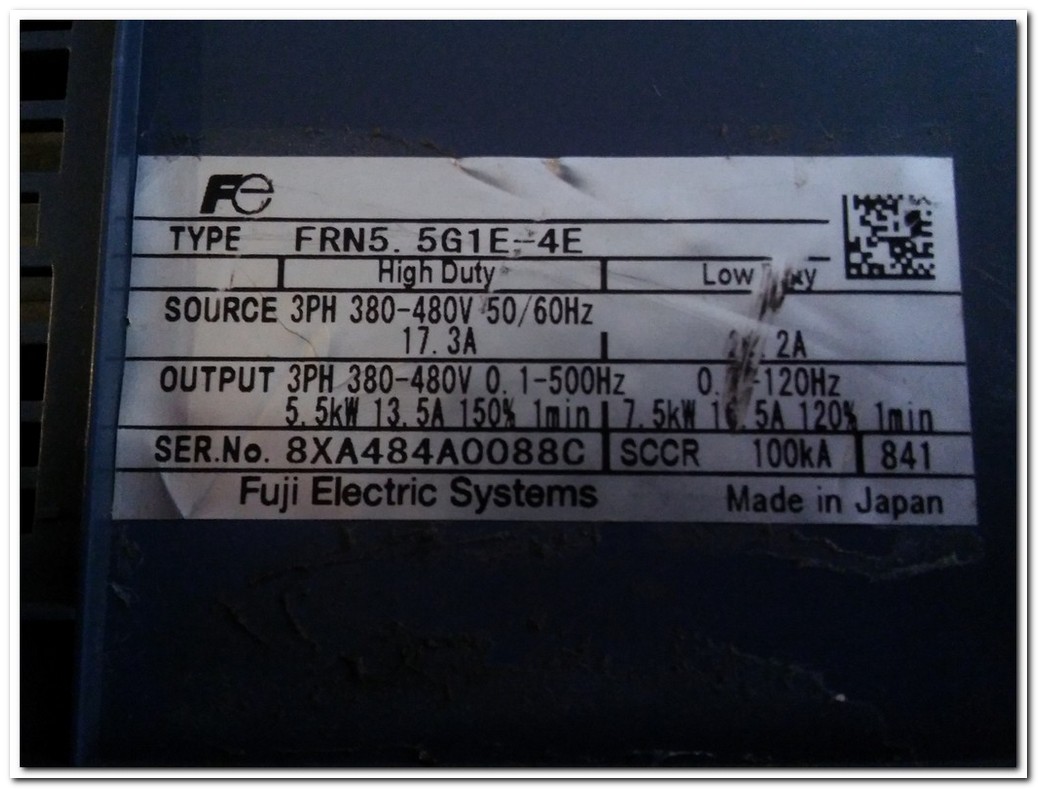 Fe
TYPE FRN5.5G1E-4E
High Duty Low
SOURCE 3PH 380-480V 50/60Hz
17.3A
OUTPUT 3PH 380-480V 0.1-500Hz -120Hz
5.5kW 13.5A 150% 1min 7.5kW 120% 1min
SER.No. 8XA484A0088C SCCR 100kA 841
Fuji Electric Systems Made in Japan